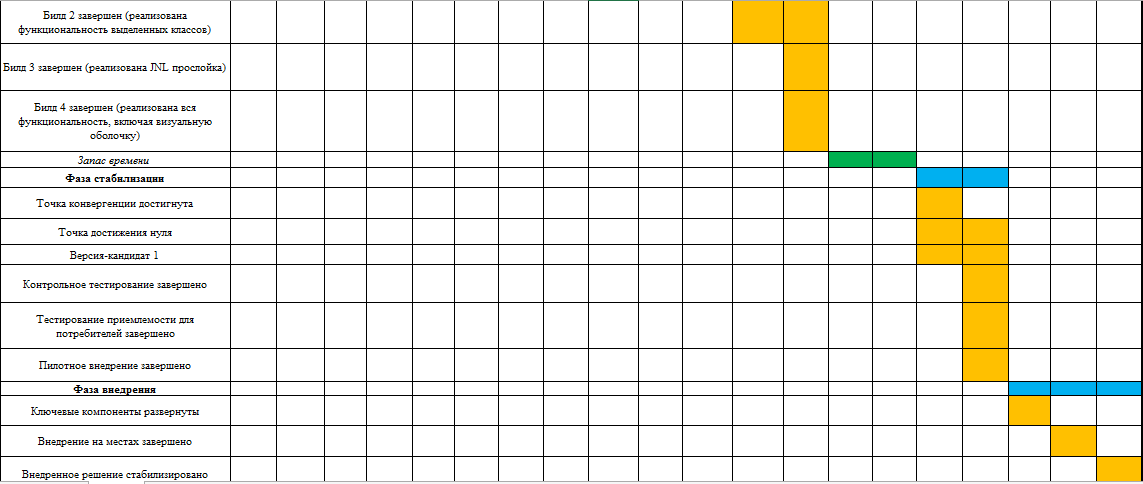 Билд 2 завершен (реализована
функциональность выделенных классов)
Билд 3 завершен (реализована JNL прослойка)
Билд 4 завершен (реализована вся
функциональность, включая визуальную
оболочку)
Запас врвмени
Фаза стабилизации
Точка конвергенции достигнута
Точка достижения нуля
Версия-кандидат 1
Контрольное тестирование завершено
Тестирование приемлемости для
потребителей завершено
Пилотное внедрение завершено
Фаза внедрения
Ключевые компоненты развернуты
Внедрение на местах завершено
Внедренное решение стабилизировано